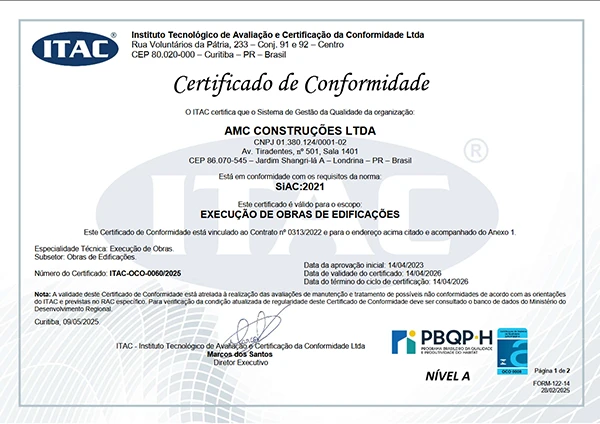 ITAC®
Instituto Tecnológico de Avaliação e Certificação da Conformidade Ltda
Rua Voluntários da Pátria, 233 – Conj. 91 e 92 – Centro
CEP 80.020-000 – Curitiba – PR – Brasil
Certificado de Conformidade
O ITAC certifica que o Sistema de Gestão da Qualidade da organização:
AMC CONSTRUÇÕES LTDA
CNPJ 01.380.124/0001-02
Av. Tiradentes, nº 501, Sala 1401
CEP 86.070-545 – Jardim Shangri-lá A – Londrina – PR – Brasil
Está em conformidade com os requisitos da norma:
SiAC:2021
Este certificado é válido para o escopo:
EXECUÇÃO DE OBRAS DE EDIFICAÇÕES
ITAC®
Este Certificado de Conformidade está vinculado ao Contrato nº 0313/2022 e para o endereço acima citado e acompanhado do Anexo 1.
Especialidade Técnica: Execução de Obras.
Subsetor: Obras de Edificações.
Número do Certificado: ITAC-OCO-0060/2025
Data da aprovação inicial: 14/04/2023
Data de validade do certificado: 14/04/2026
Data do término do ciclo de certificação: 14/04/2026
Nota: A validade deste Certificado de Conformidade está atrelada à realização das avaliações de manutenção e tratamento de possíveis não conformidades de acordo com as orientações
do ITAC e previstas no RAC específico. Para verificação da condição atualizada de regularidade deste Certificado de Conformidade deve ser consultado o banco de dados do Ministério do
Desenvolvimento Regional.
Curitiba, 09/05/2025.
ITAC - Instituto Tecnológico de Avaliação e Certificação da Conformidade Ltda
Marcos dos Santos
Diretor Executivo
PBQP-H
PROGRAMA BRASILEIRO DA QUALIDADE
E PRODUTIVIDADE DO HABITAT
NÍVEL A
OCO 0006
Página 1 de 2
FORM-122-14
20/02/2025